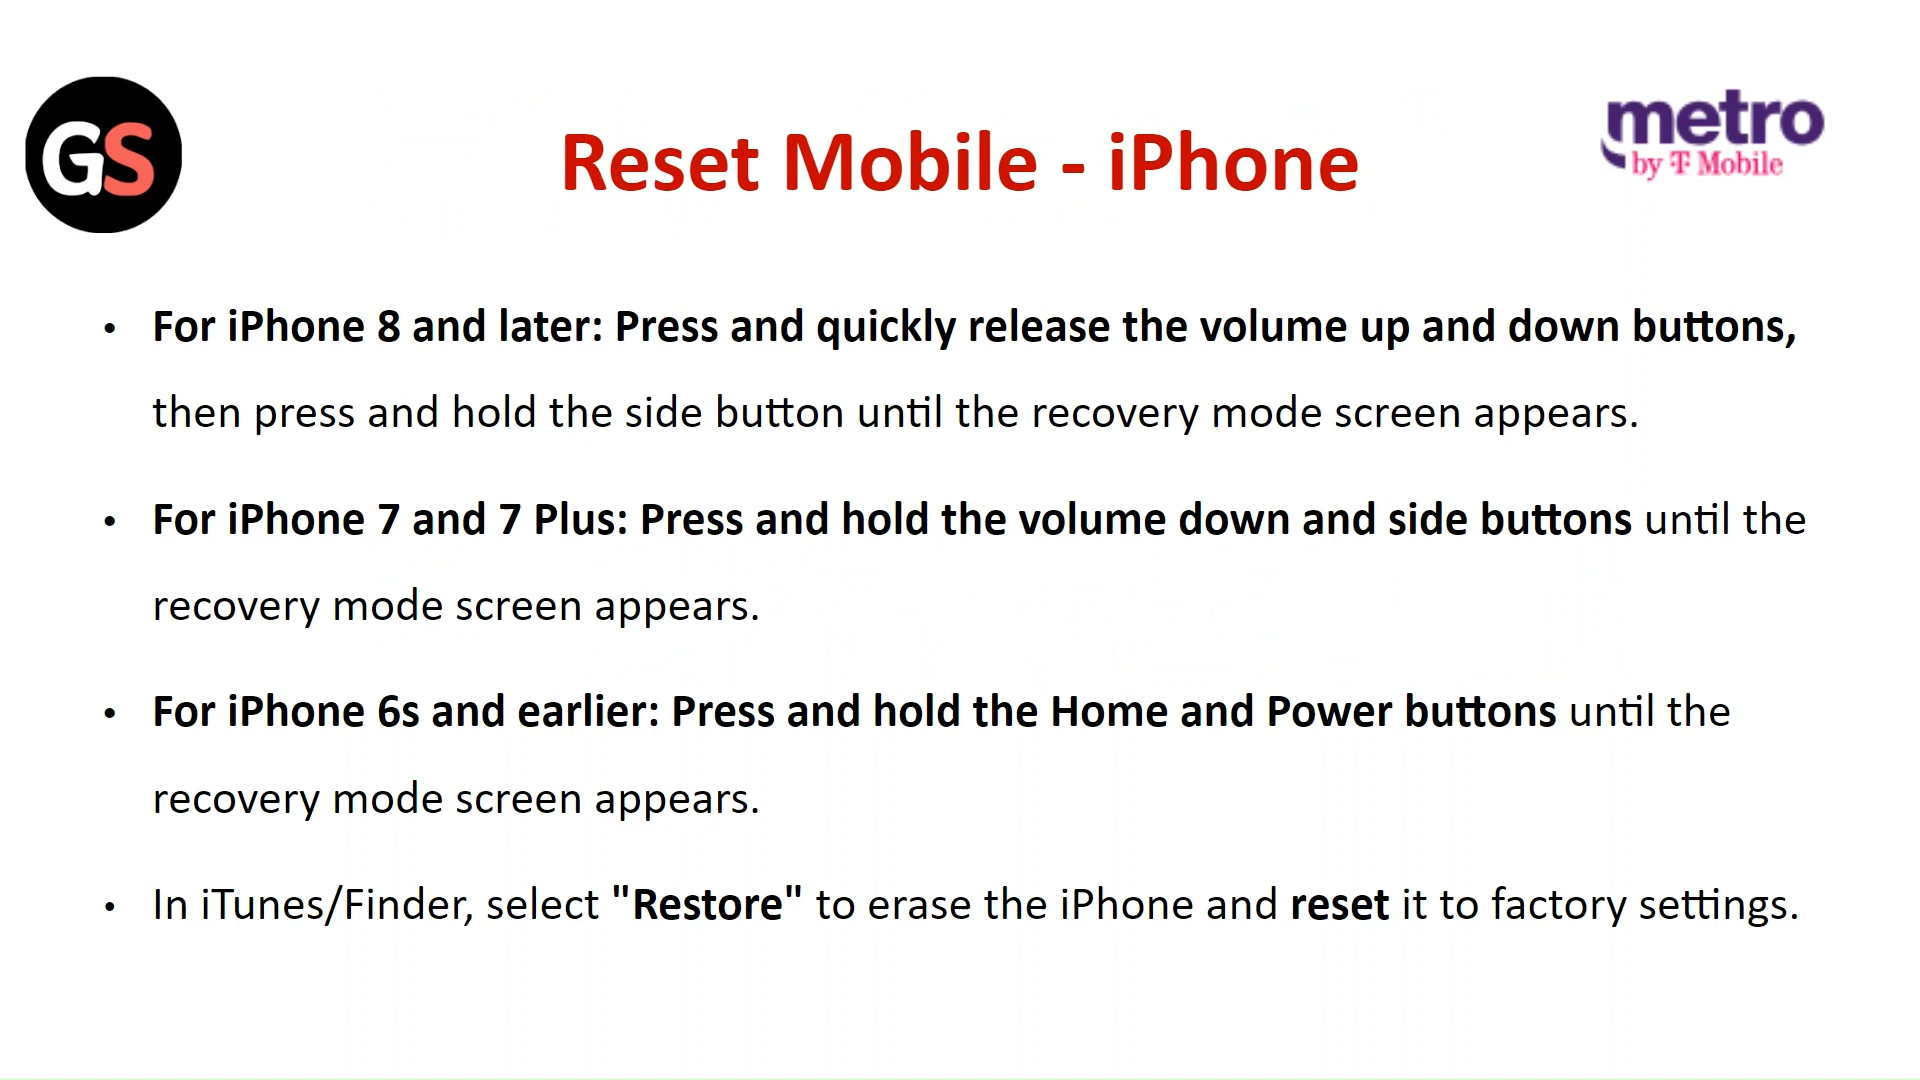 GS
Reset Mobile - iPhone
metro
by T Mobile
• For iPhone 8 and later: Press and quickly release the volume up and down buttons,
then press and hold the side button until the recovery mode screen appears.
• For iPhone 7 and 7 Plus: Press and hold the volume down and side buttons until the
recovery mode screen appears.
• For iPhone 6s and earlier: Press and hold the Home and Power buttons until the
recovery mode screen appears.
• In iTunes/Finder, select "Restore" to erase the iPhone and reset it to factory settings.